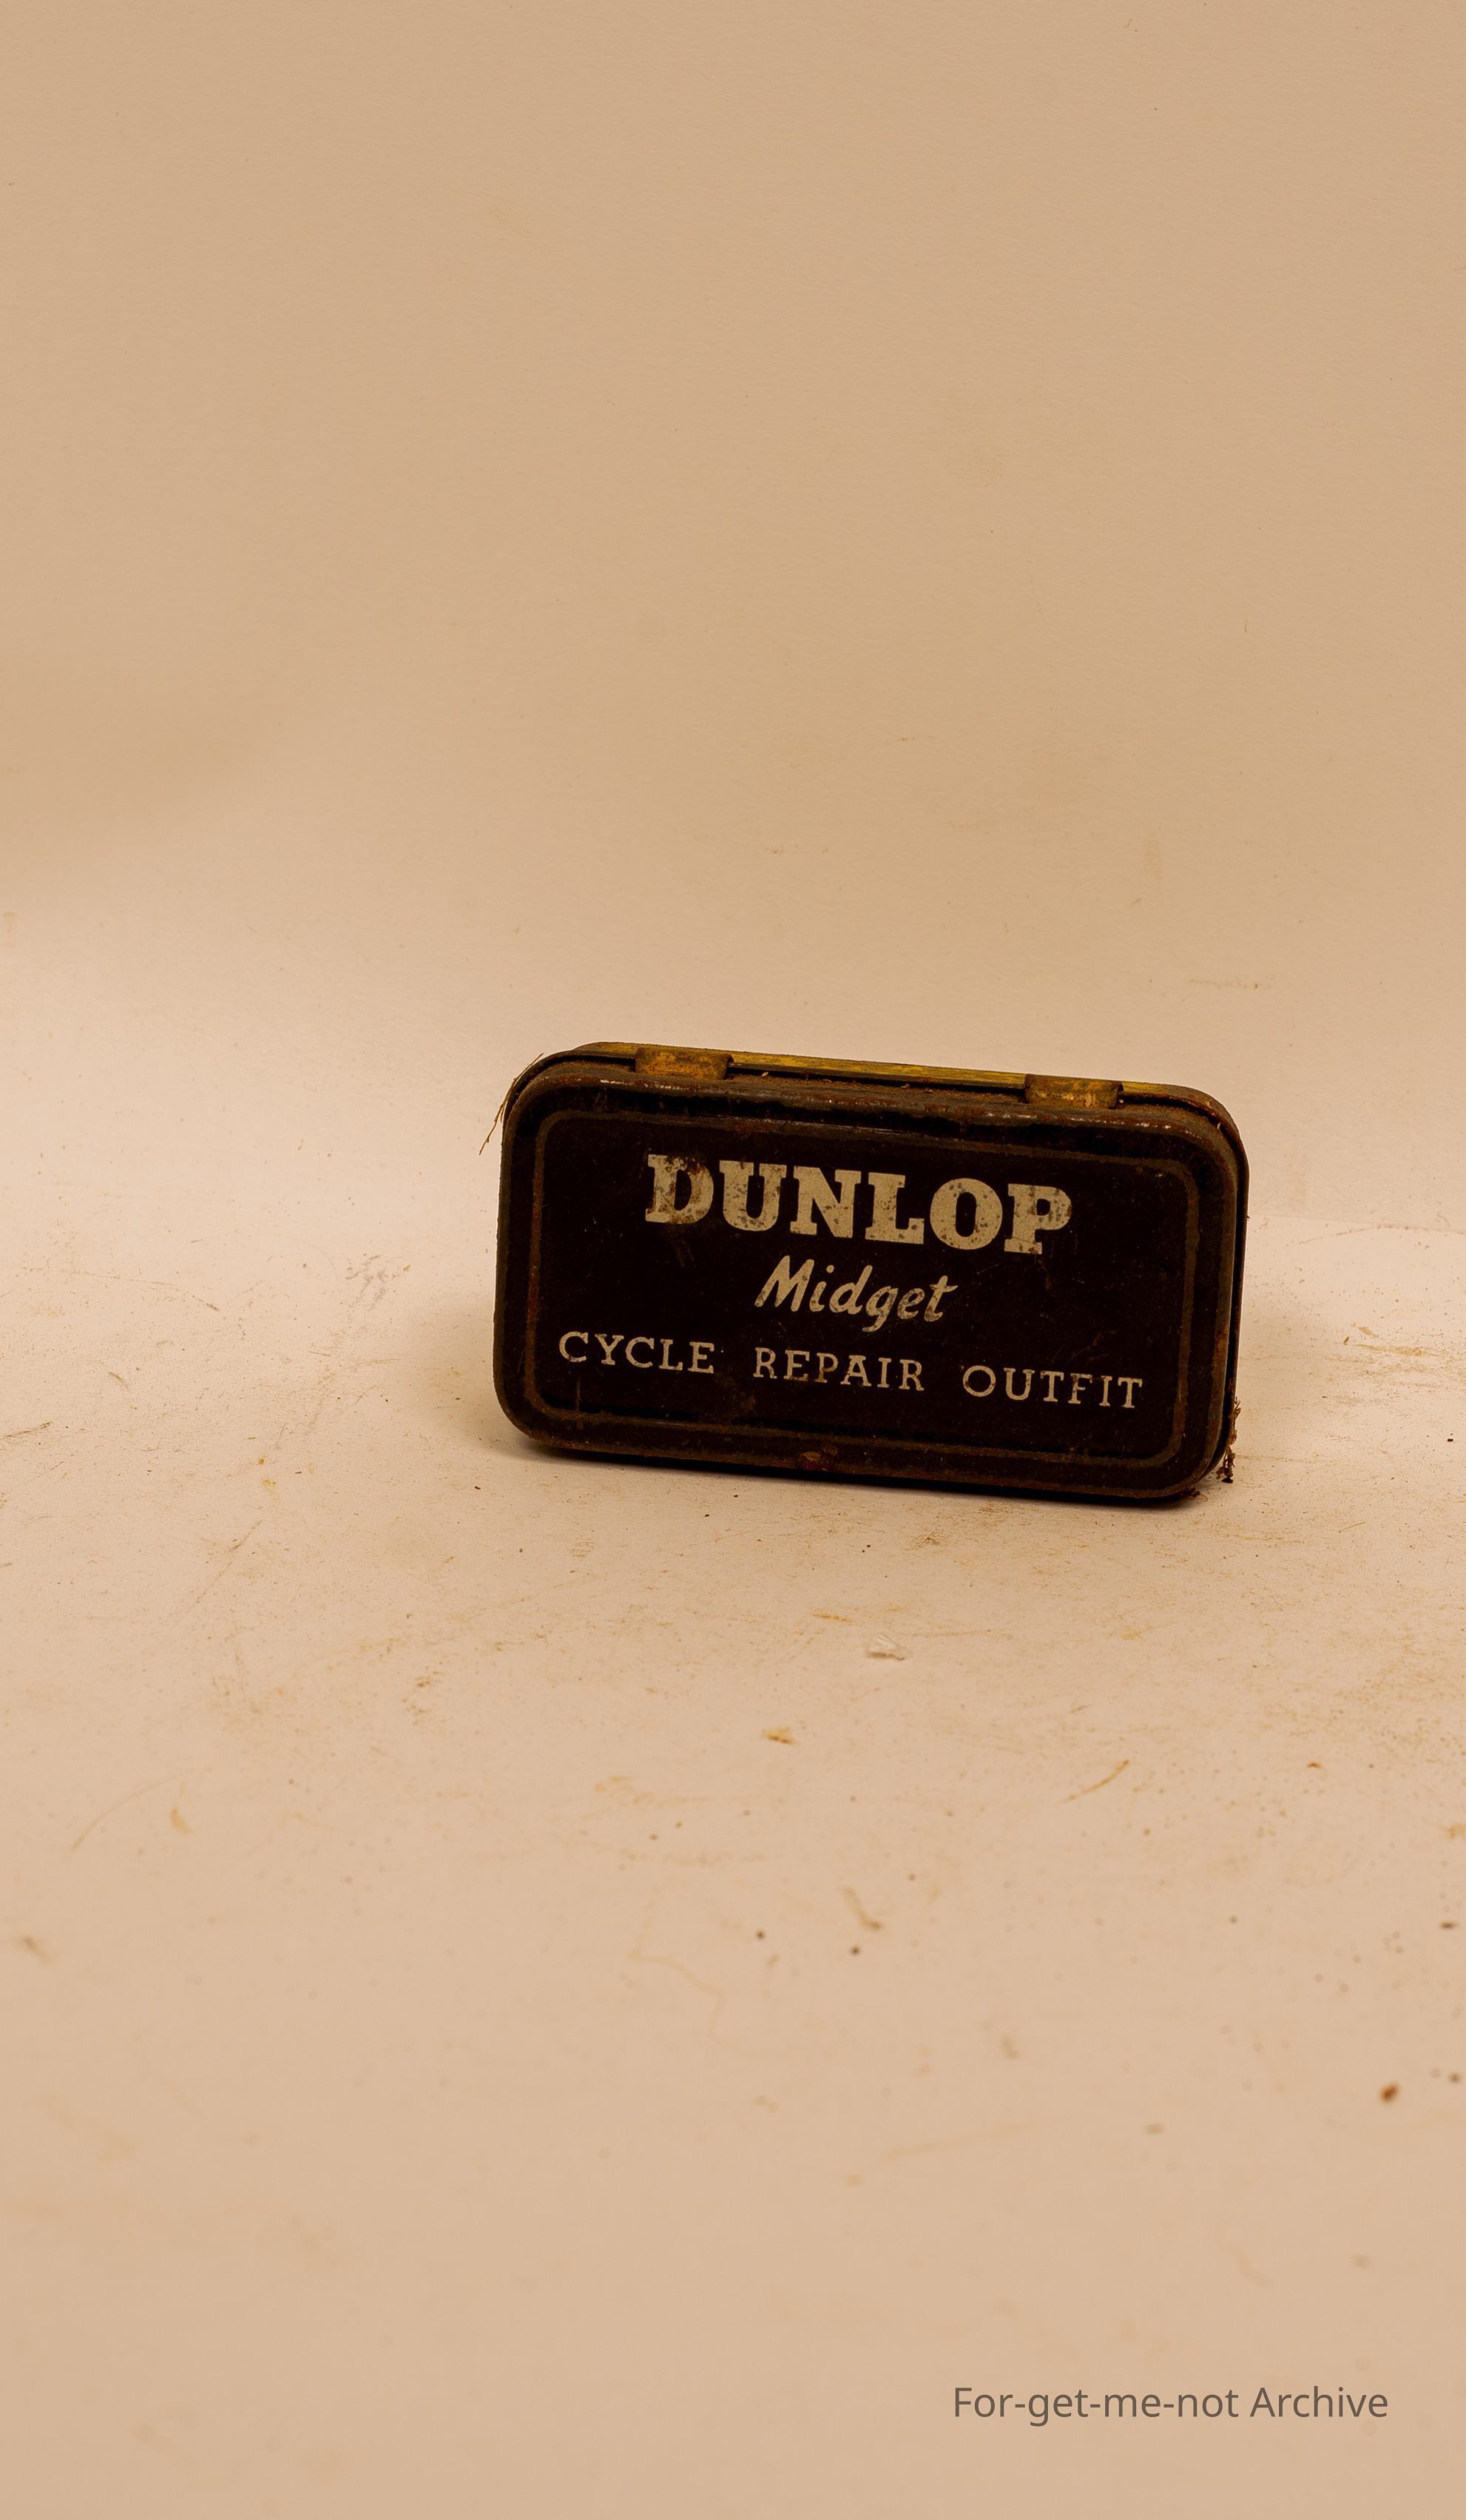 DUNLOP
Midget
CYCLE REPAIR OUTFIT
For-get-me-not Archive